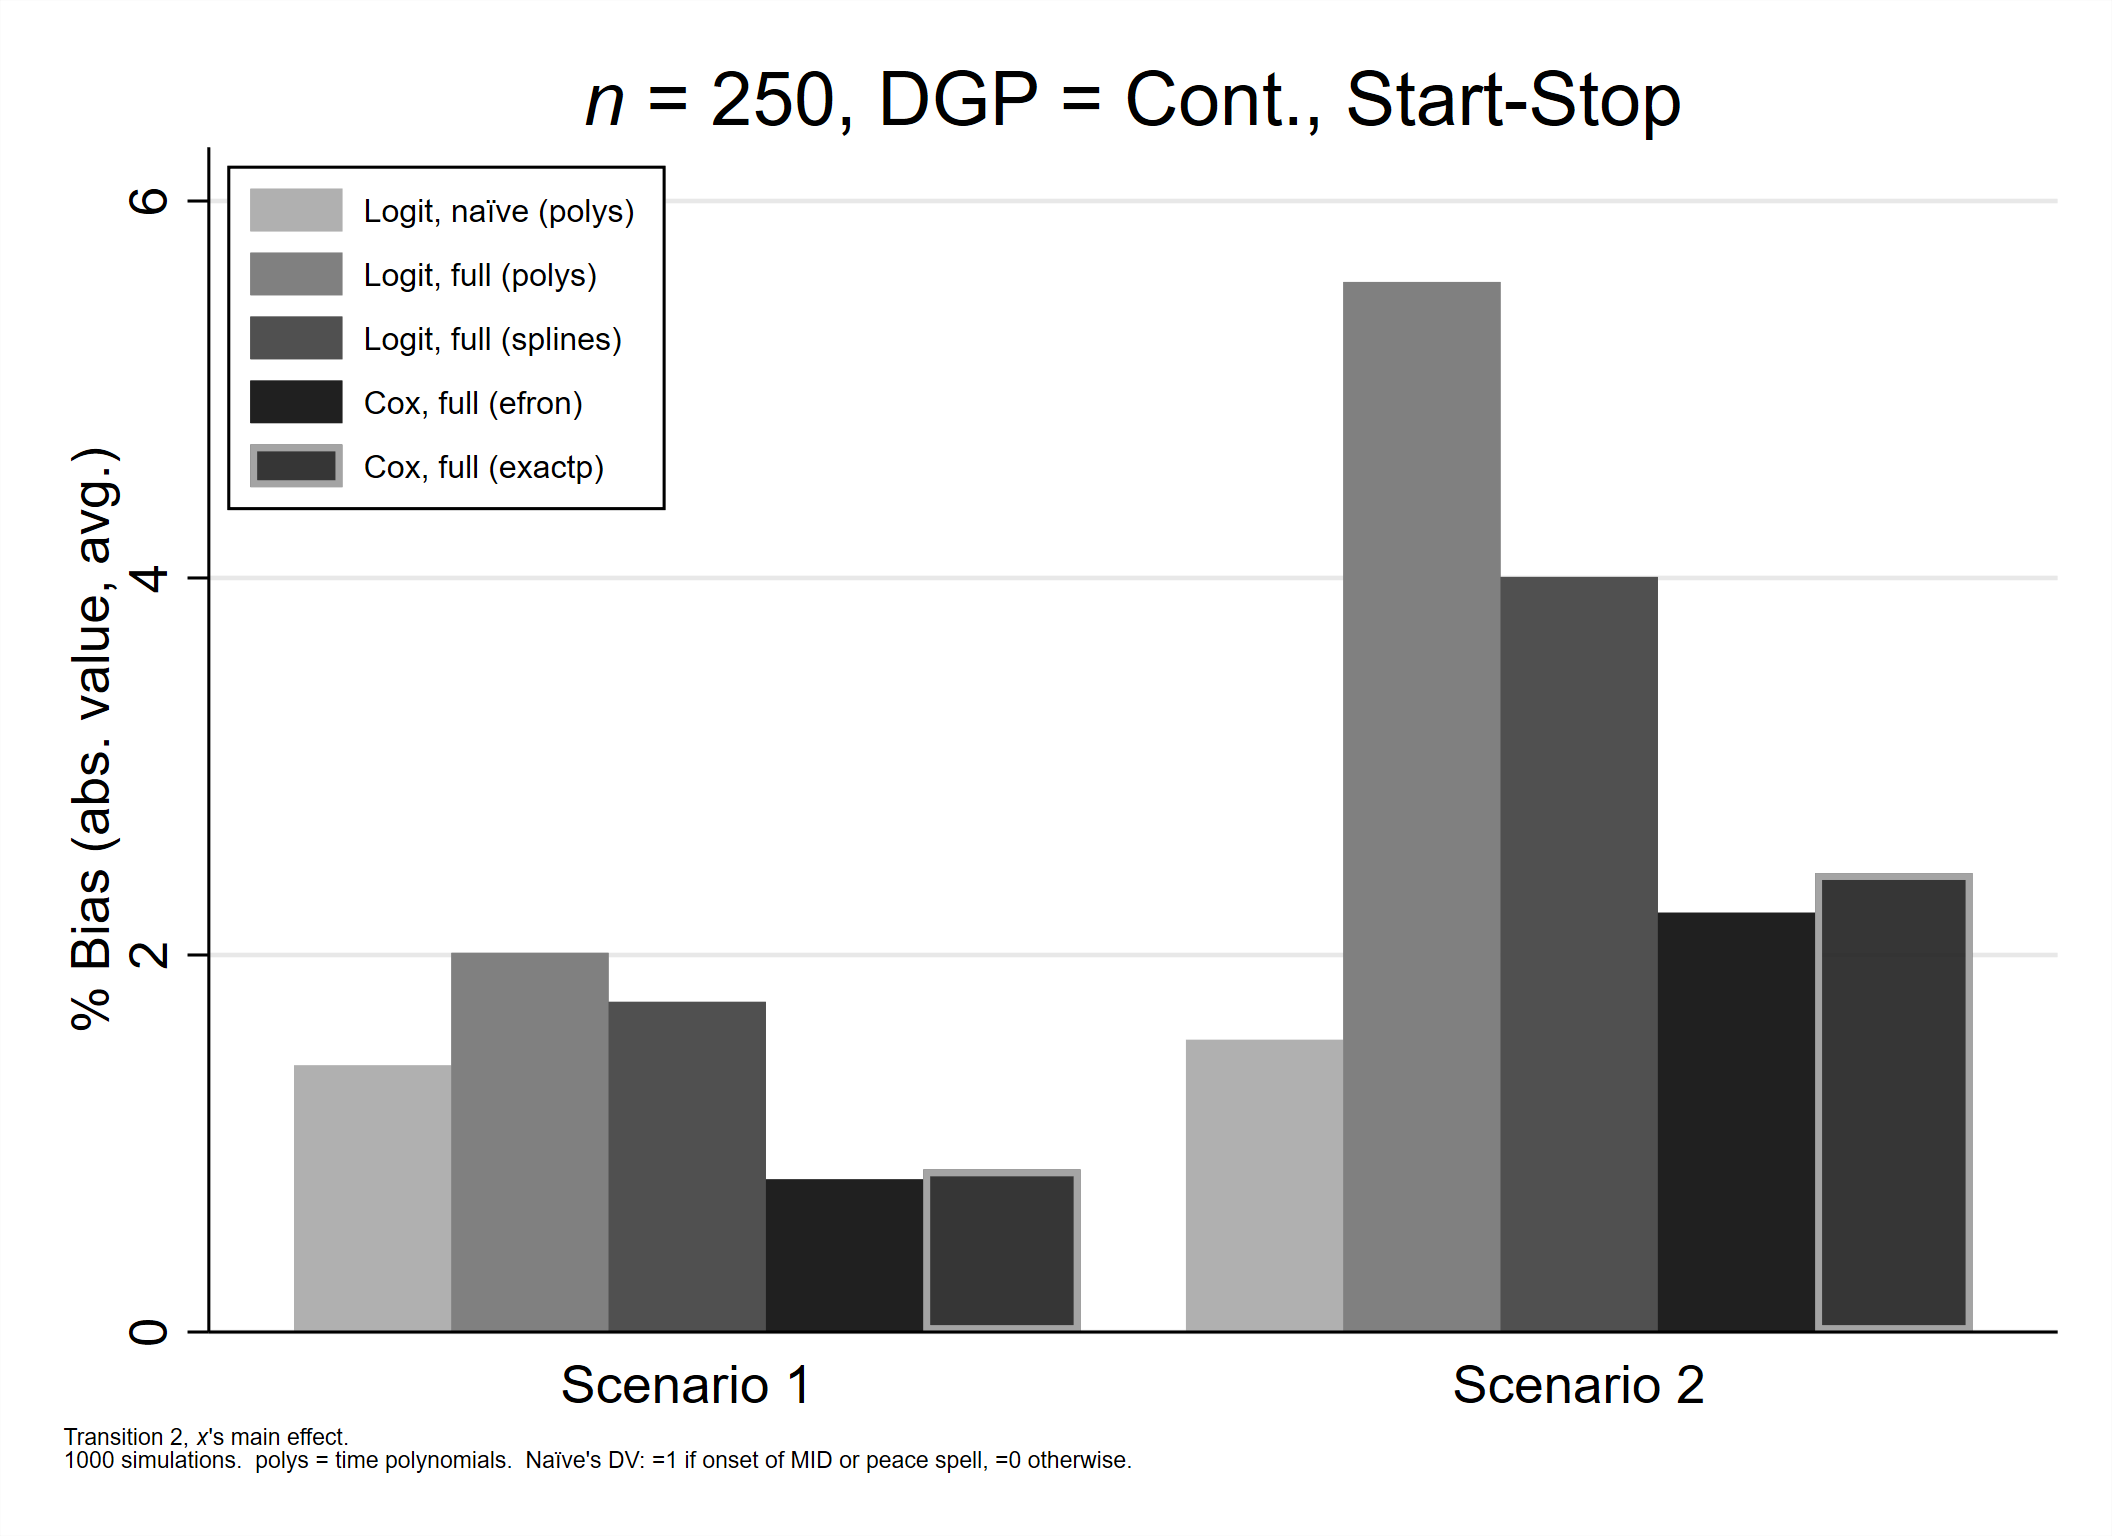 n = 250, DGP = Cont., Start-Stop
Logit, naïve (polys)
Logit, full (polys)
Logit, full (splines)
Cox, full (efron)
Cox, full (exactp)
% Bias (abs. value, avg.)
6
4
2
0
Scenario 1
Scenario 2
Transition 2, x's main effect.
1000 simulations.  polys = time polynomials.  Naïve's DV: =1 if onset of MID or peace spell, =0 otherwise.